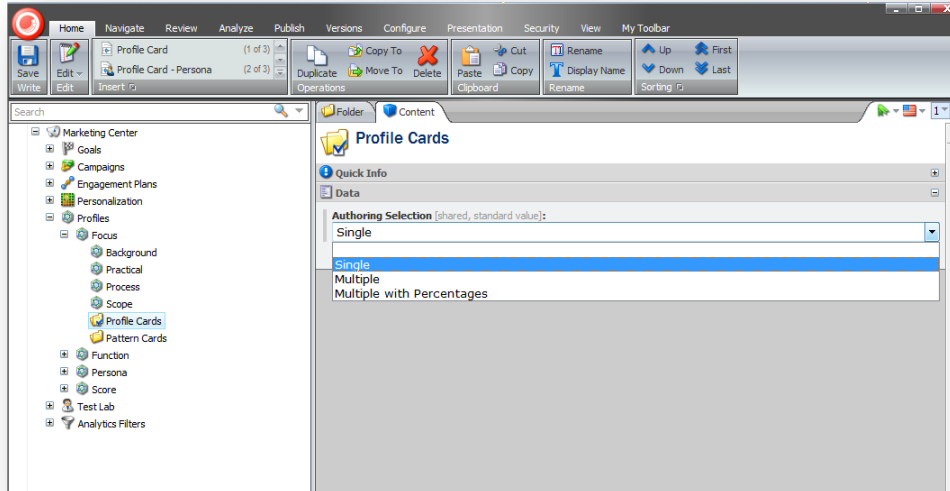 Home Navigate Review Analyze Publish Versions Configure Presentation Security View My Toolbar
Save
Write
Edit
Edit
Profile Card (1 of 3)
Profile Card - Persona (2 of 3)
Insert
Duplicate
Copy To
Move To
Delete
Operations
Paste
Cut
Copy
Clipboard
Rename
Display Name
Rename
Up
First
Down
Last
Sorting
Search
Marketing Center
Goals
Campaigns
Engagement Plans
Personalization
Profiles
Focus
Background
Practical
Process
Scope
Profile Cards
Pattern Cards
Function
Persona
Score
Test Lab
Analytics Filters
Folder Content
1
Profile Cards
Quick Info
Data
Authoring Selection [shared, standard value]:
Single
Single
Multiple
Multiple with Percentages